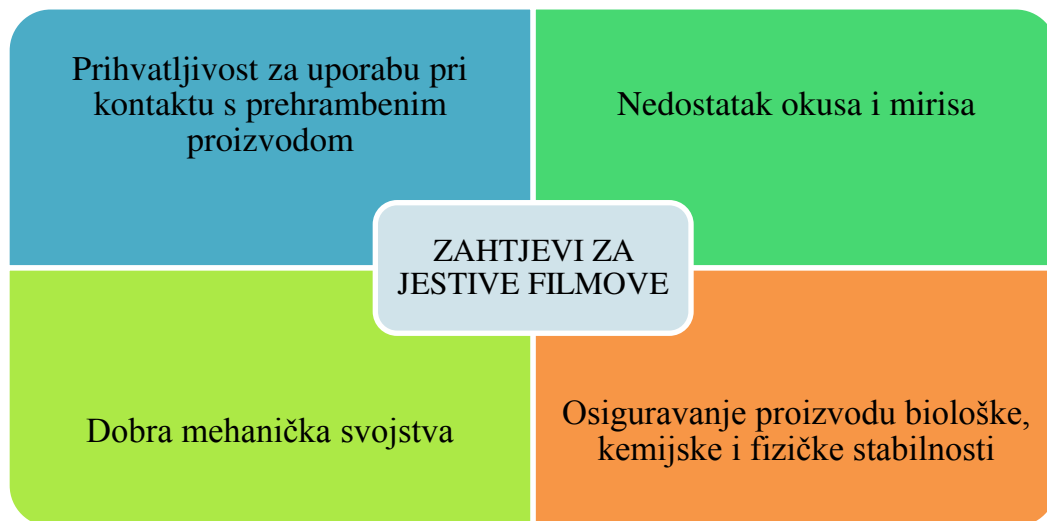 Prihvatljivost za uporabu pri
kontaktu s prehrambenim
proizvodom
Nedostatak okusa i mirisa
ZAHTJEVI ZA
JESTIVE FILMOVE
Dobra mehanička svojstva
Osiguravanje proizvodu biološke,
kemijske i fizičke stabilnosti